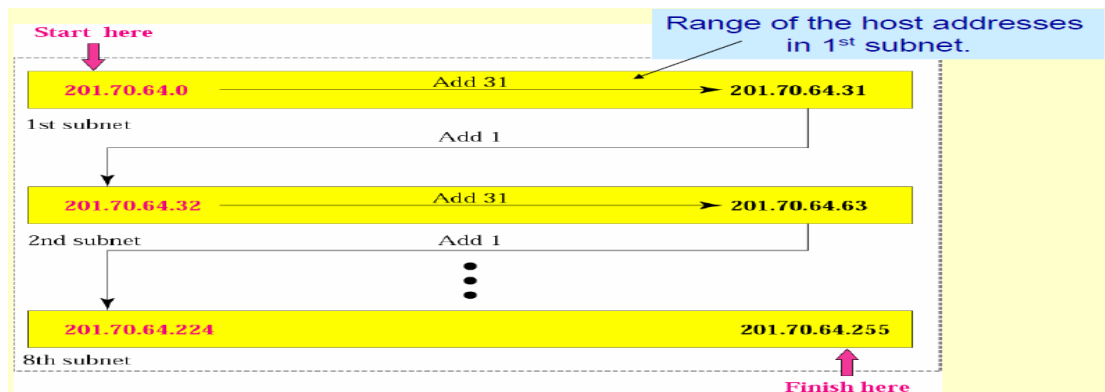 Start here
Range of the host addresses
in 1st subnet.
201.70.64.0
Add 31
201.70.64.31
1st subnet
Add 1
201.70.64.32
Add 31
201.70.64.63
2nd subnet
Add 1
201.70.64.224
201.70.64.255
8th subnet
Finish here